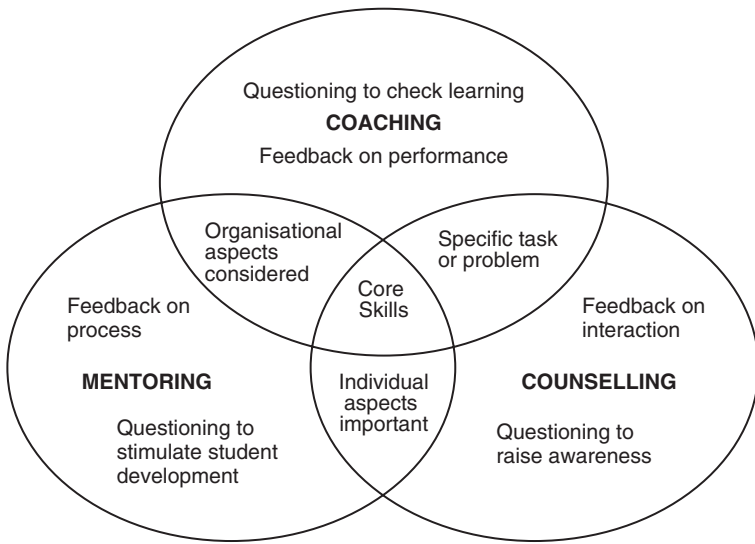 Questioning to check learning
COACHING
Feedback on performance
Organisational
aspects
considered
Specific task
or problem
Core
Skills
Feedback on
process
Feedback on
interaction
MENTORING
Individual
aspects
important
COUNSELLING
Questioning to
stimulate student
development
Questioning to
raise awareness